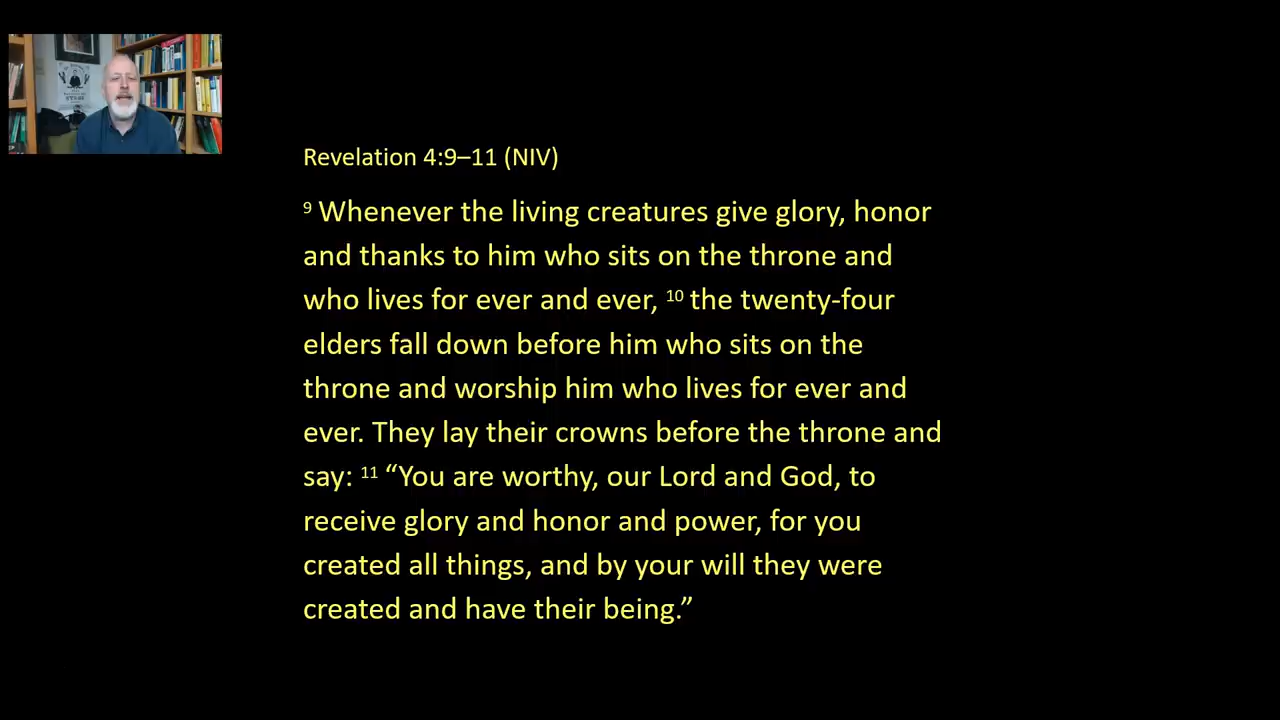 Revelation 4:9–11 (NIV)
9 Whenever the living creatures give glory, honor
and thanks to him who sits on the throne and
who lives for ever and ever, 10 the twenty-four
elders fall down before him who sits on the
throne and worship him who lives for ever and
ever. They lay their crowns before the throne and
say: 11 “You are worthy, our Lord and God, to
receive glory and honor and power, for you
created all things, and by your will they were
created and have their being.”